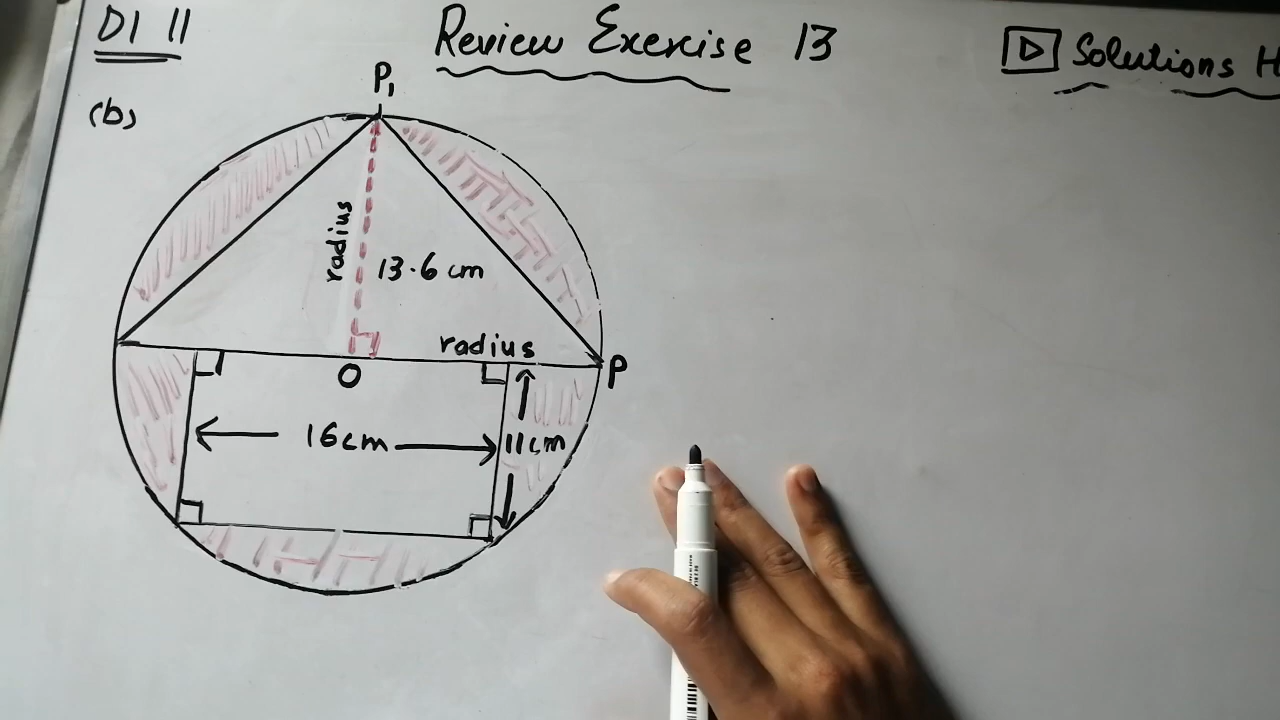 D1 11
Review Exercise 13
Solutions H
(b)
P1
radius
13.6 cm
radius
O
P
16cm
11cm